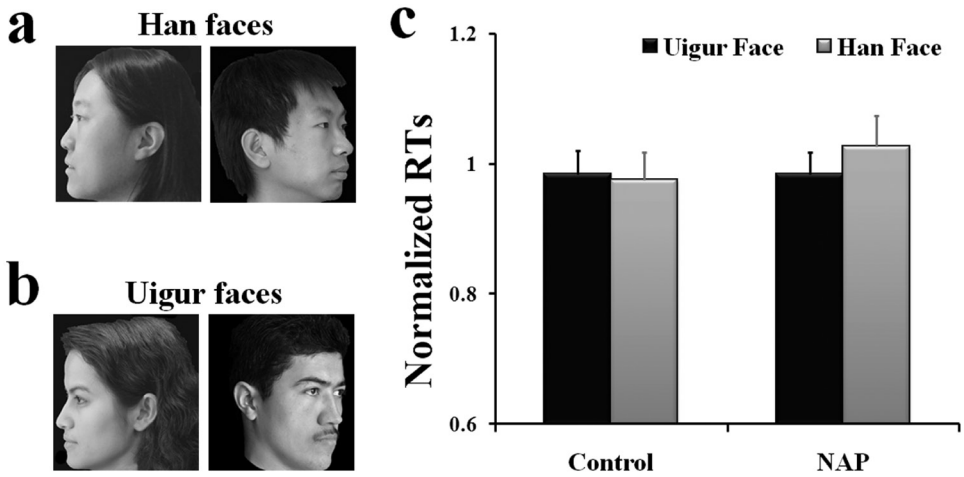 a
Han faces
b
Uigur faces
c
Normalized RTs
1.2
1
0.8
0.6
Uigur Face
Han Face
Control
NAP